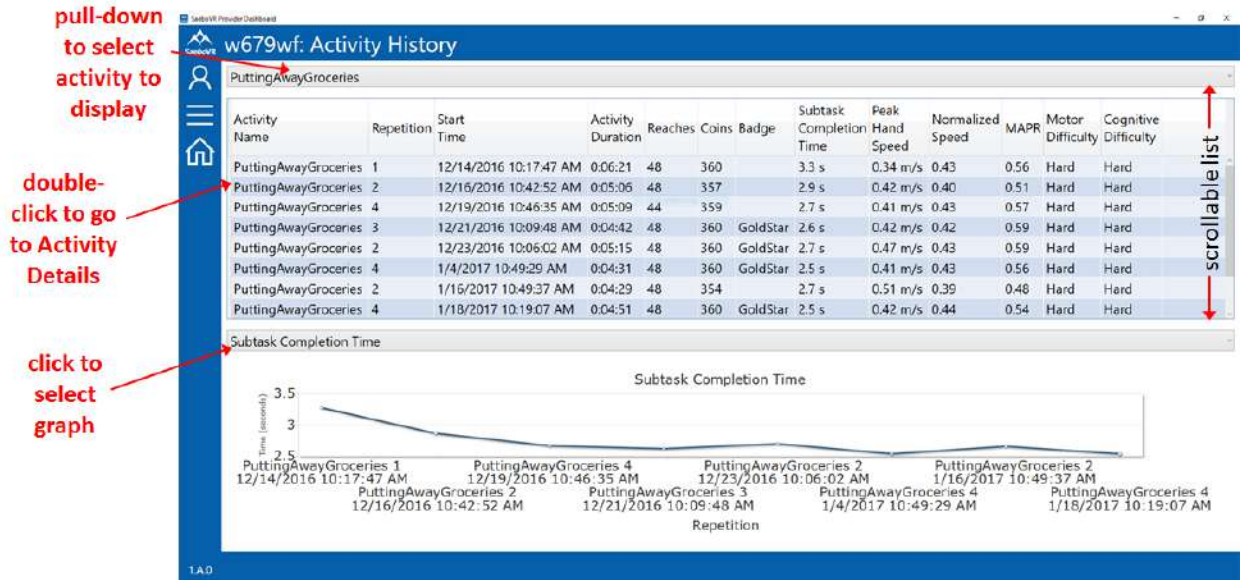 pull-down
to select
activity to
display
double-
click to go
to Activity
Details
click to
select
graph
SaeboVR Provider Dashboard
SaeboVR
w679wf: Activity History
PuttingAwayGroceries
Activity Name Repetition Start Time Activity Duration Reaches Coins Badge Subtask Completion Time Peak Hand Speed Normalized Speed MAPR Motor Difficulty Cognitive Difficulty
PuttingAwayGroceries 1 12/14/2016 10:17:47 AM 0:06:21 48 360 3.3 s 0.34 m/s 0.43 0.56 Hard Hard
PuttingAwayGroceries 2 12/16/2016 10:42:52 AM 0:05:06 48 357 2.9 s 0.42 m/s 0.40 0.51 Hard Hard
PuttingAwayGroceries 4 12/19/2016 10:46:35 AM 0:05:09 44 359 2.7 s 0.41 m/s 0.43 0.57 Hard Hard
PuttingAwayGroceries 3 12/21/2016 10:09:48 AM 0:04:42 48 360 GoldStar 2.6 s 0.42 m/s 0.42 0.59 Hard Hard
PuttingAwayGroceries 2 12/23/2016 10:06:02 AM 0:05:15 48 360 GoldStar 2.7 s 0.47 m/s 0.43 0.59 Hard Hard
PuttingAwayGroceries 4 1/4/2017 10:49:29 AM 0:04:31 48 360 GoldStar 2.5 s 0.41 m/s 0.43 0.56 Hard Hard
PuttingAwayGroceries 2 1/16/2017 10:49:37 AM 0:04:29 48 354 2.7 s 0.51 m/s 0.39 0.48 Hard Hard
PuttingAwayGroceries 4 1/18/2017 10:19:07 AM 0:04:51 48 360 GoldStar 2.5 s 0.42 m/s 0.44 0.54 Hard Hard
scrollable list
Subtask Completion Time
Subtask Completion Time
Time (seconds)
3.5
3
2.5
PuttingAwayGroceries 1 PuttingAwayGroceries 4 PuttingAwayGroceries 2 PuttingAwayGroceries 2
12/14/2016 10:17:47 AM 12/19/2016 10:46:35 AM 12/23/2016 10:06:02 AM 1/16/2017 10:49:37 AM
PuttingAwayGroceries 2 PuttingAwayGroceries 3 PuttingAwayGroceries 4 PuttingAwayGroceries 4
12/16/2016 10:42:52 AM 12/21/2016 10:09:48 AM 1/4/2017 10:49:29 AM 1/18/2017 10:19:07 AM
Repetition
1.A.0